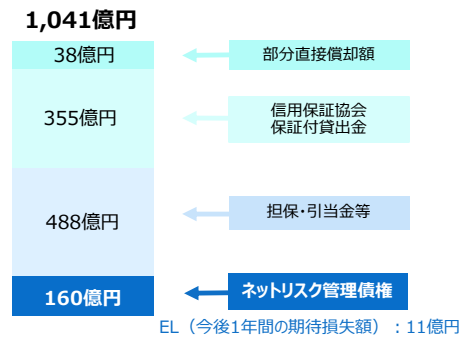 1,041億円
38億円
部分直接償却額
355億円
信用保証協会
保証付貸出金
488億円
担保・引当金等
160億円
ネットリスク管理債権
EL（今後1年間の期待損失額）：11億円